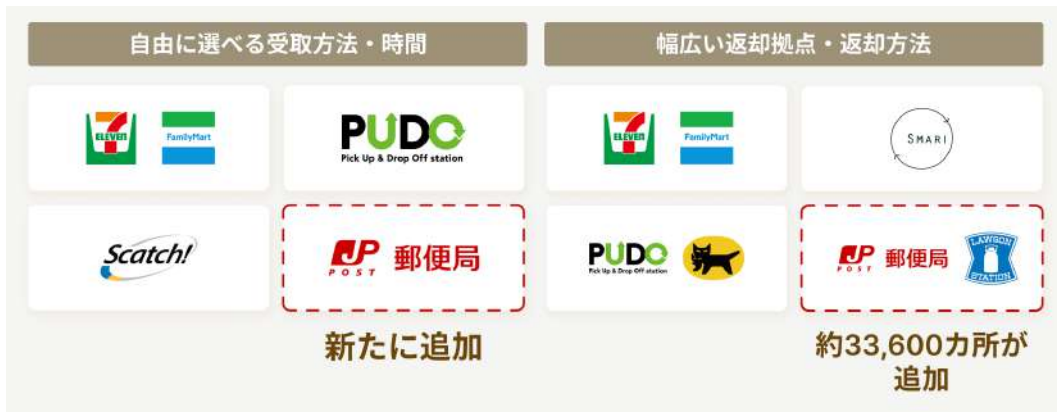 自由に選べる受取方法・時間
幅広い返却拠点・返却方法
ELEVEn
FamilyMart
PUDO
Pick Up & Drop Off station
ELEVEn
FamilyMart
SMARI
Scatch!
JP
POST
郵便局
PUDO
Pick Up & Drop Off station
JP
POST
郵便局
LAWSON
STATION
新たに追加
約33,600カ所が
追加